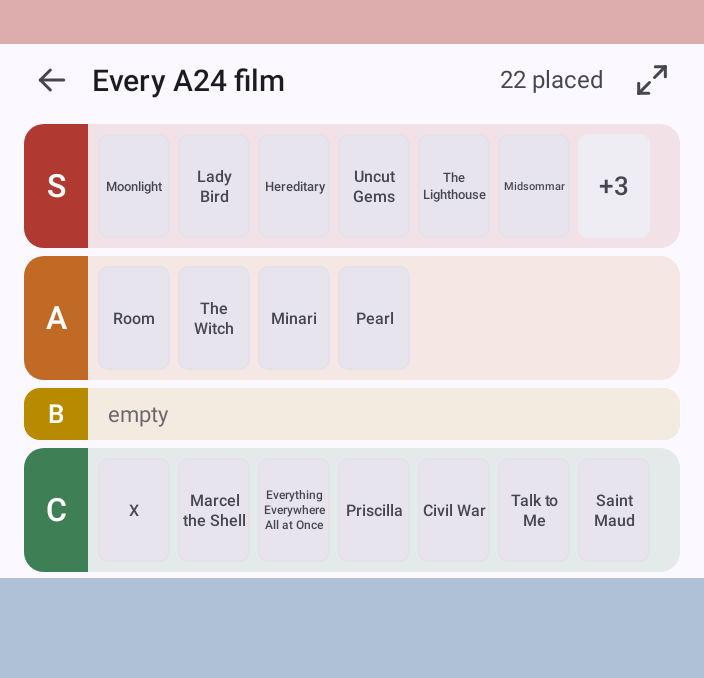 Every A24 film
22 placed
S
Moonlight
Lady
Bird
Hereditary
Uncut
Gems
The
Lighthouse
Midsommar
+3
A
Room
The
Witch
Minari
Pearl
B
empty
C
X
Marcel
the Shell
Everything
Everywhere
All at Once
Priscilla
Civil War
Talk to
Me
Saint
Maud